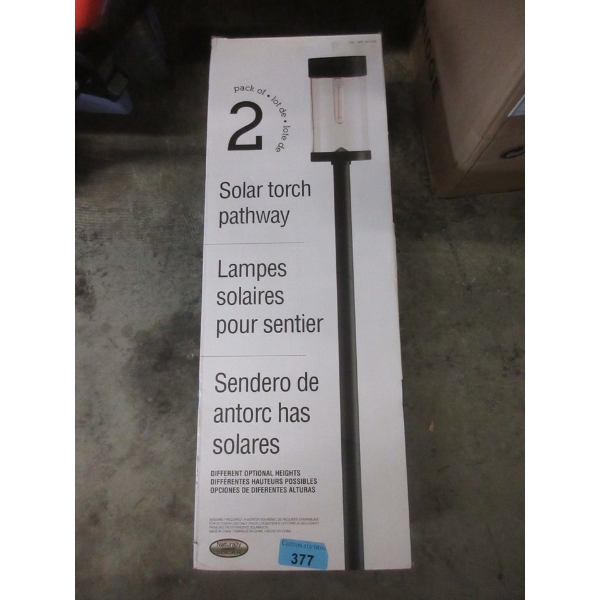 pack of • lot de • lote de
2
Solar torch
pathway
Lampes
solaires
pour sentier
Sendero de
antorc has
solares
DIFFERENT OPTIONAL HEIGHTS
DIFFÉRENTES HAUTEURS POSSIBLES
OPCIONES DE DIFERENTES ALTURAS
Naturally
377